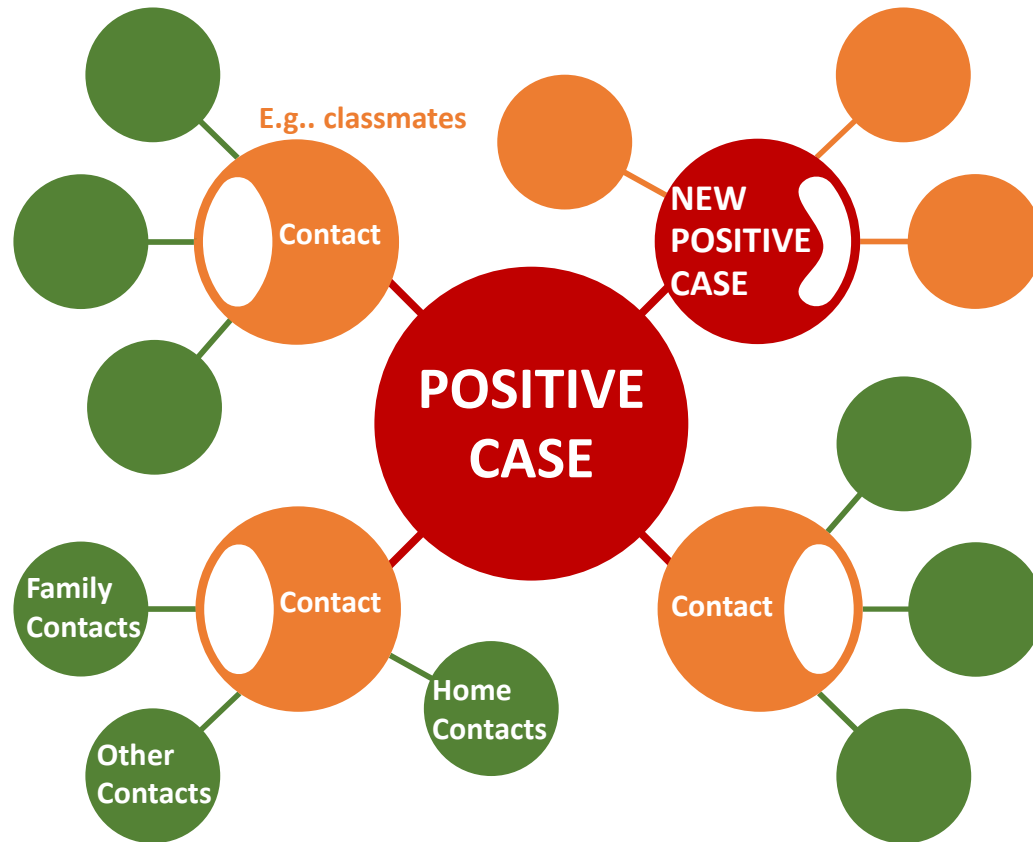 E.g.. classmates
Contact
NEW
POSITIVE
CASE
POSITIVE
CASE
Family
Contacts
Contact
Contact
Home
Contacts
Other
Contacts